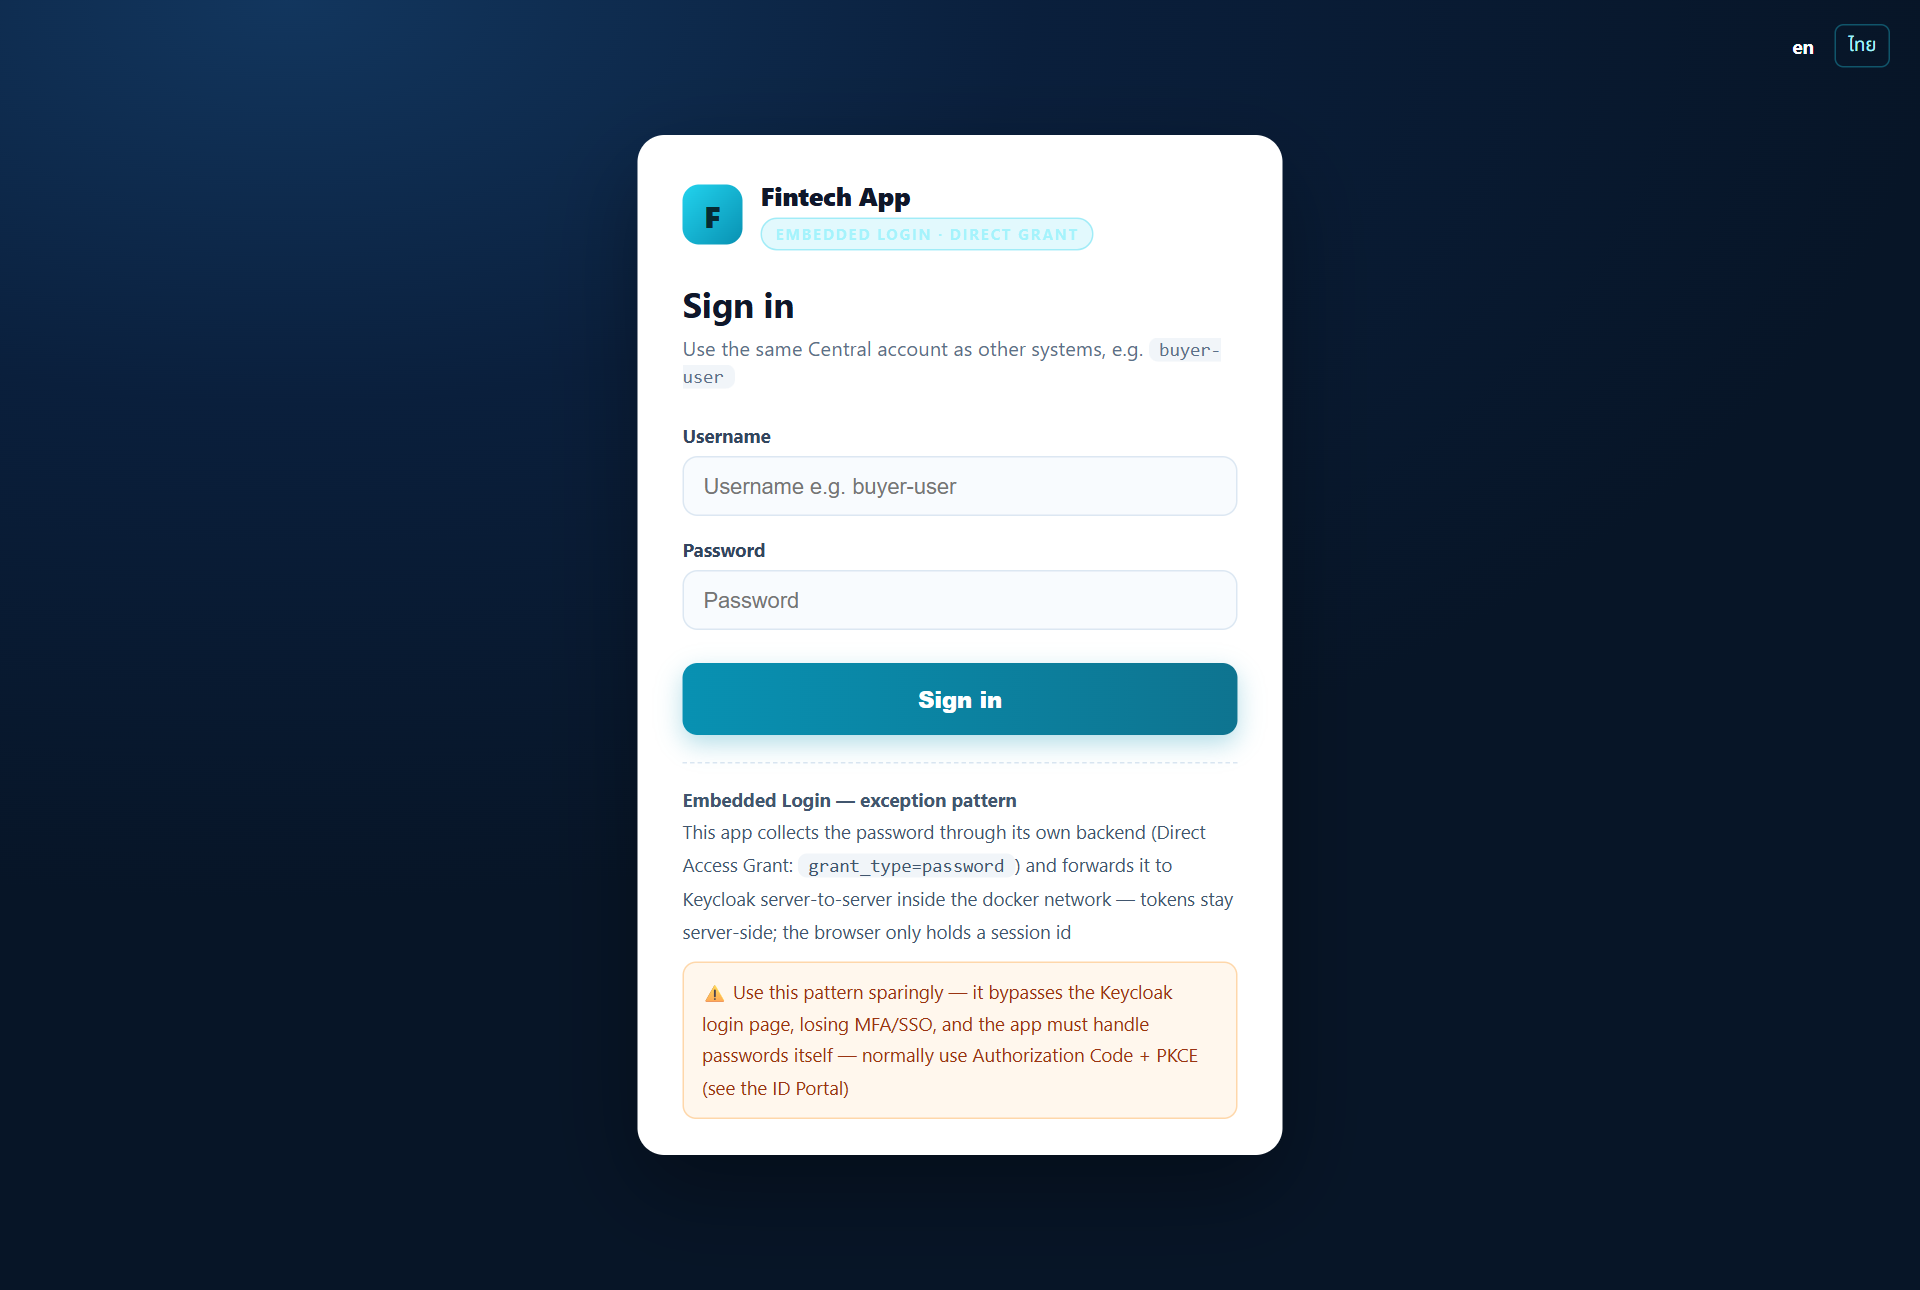 en
ไทย
F
Fintech App
EMBEDDED LOGIN · DIRECT GRANT
Sign in
Use the same Central account as other systems, e.g. buyer-
user
Username
Username e.g. buyer-user
Password
Password
Sign in
Embedded Login — exception pattern
This app collects the password through its own backend (Direct
Access Grant: grant_type=password ) and forwards it to
Keycloak server-to-server inside the docker network — tokens stay
server-side; the browser only holds a session id
⚠️ Use this pattern sparingly — it bypasses the Keycloak
login page, losing MFA/SSO, and the app must handle
passwords itself — normally use Authorization Code + PKCE
(see the ID Portal)